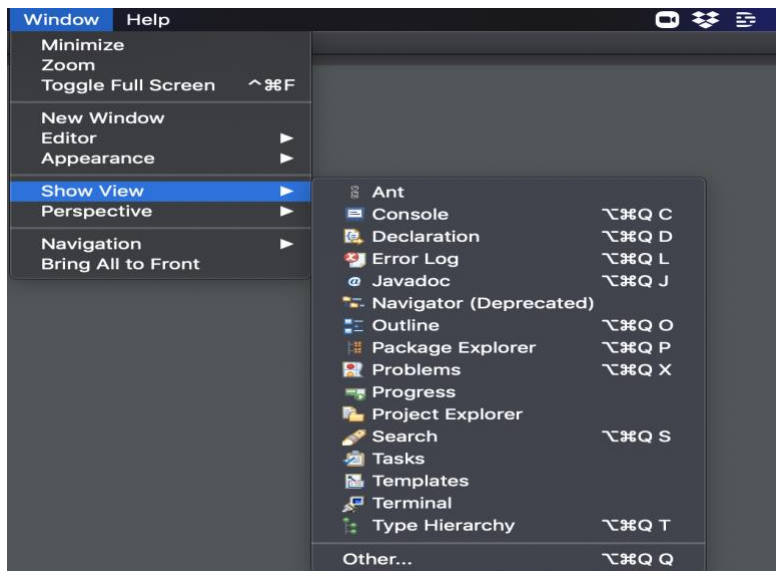 Window Help
Minimize
Zoom
Toggle Full Screen ^⌘F
New Window
Editor ▶
Appearance ▶
Show View ▶
Perspective ▶
Navigation ▶
Bring All to Front
Ant
Console ⌥⌘Q C
Declaration ⌥⌘Q D
Error Log ⌥⌘Q L
Javadoc ⌥⌘Q J
Navigator (Deprecated)
Outline ⌥⌘Q O
Package Explorer ⌥⌘Q P
Problems ⌥⌘Q X
Progress
Project Explorer
Search ⌥⌘Q S
Tasks
Templates
Terminal
Type Hierarchy ⌥⌘Q T
Other... ⌥⌘Q Q